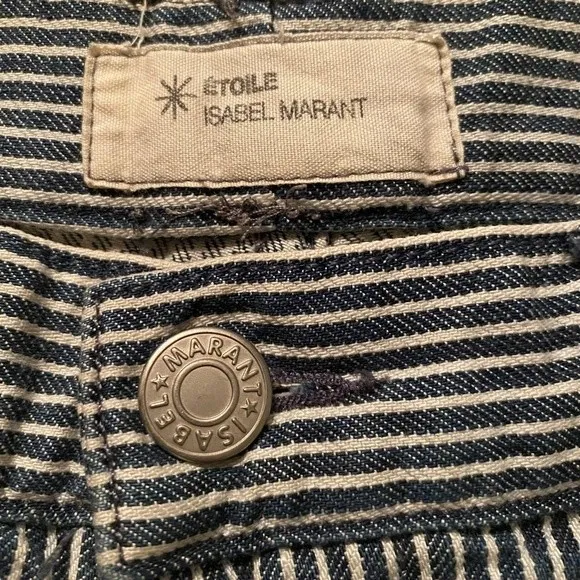 ÉTOILE
ISABEL MARANT
ISABEL ★ MARANT ★